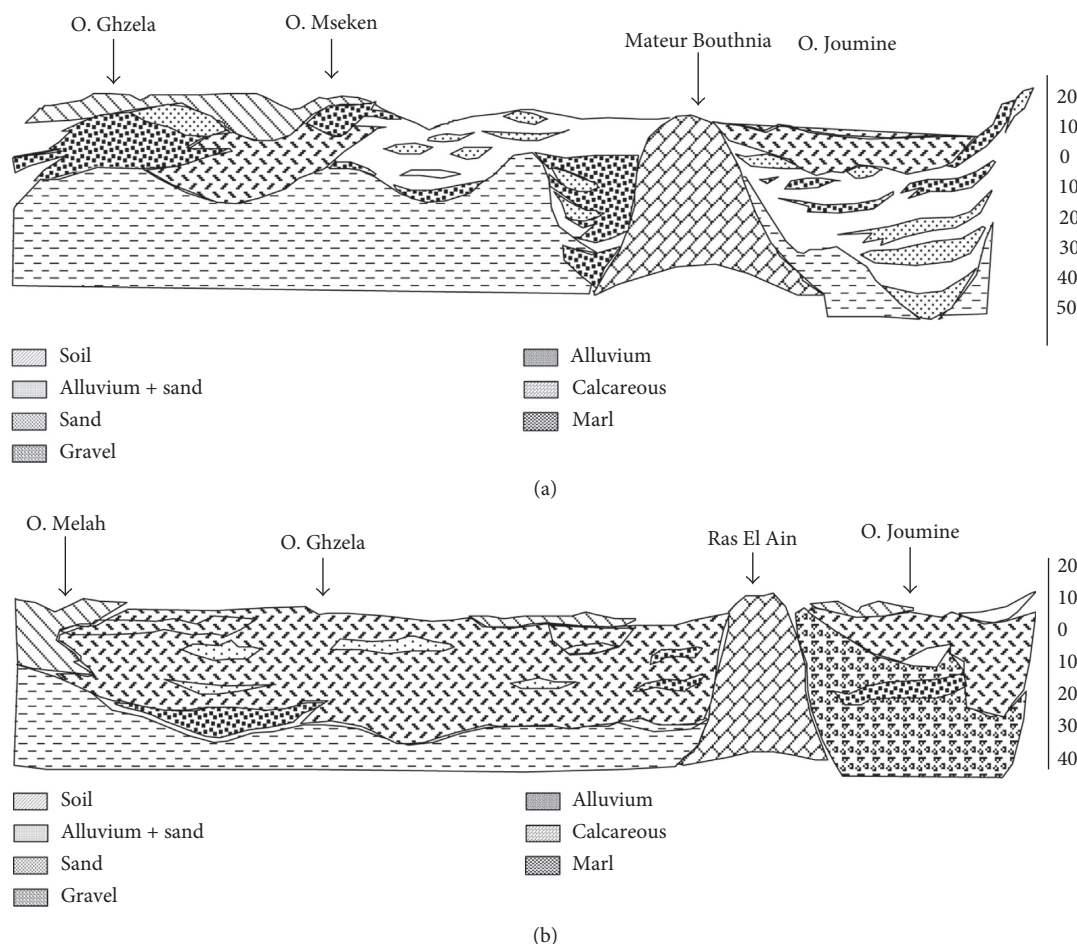 O. Ghzela
O. Mseken
Mateur Bouthnia
O. Joumine
20
10
0
10
20
30
40
50
Soil
Alluvium + sand
Sand
Gravel
Alluvium
Calcareous
Marl
(a)
O. Melah
O. Ghzela
Ras El Ain
O. Joumine
20
10
0
10
20
30
40
Soil
Alluvium + sand
Sand
Gravel
Alluvium
Calcareous
Marl
(b)